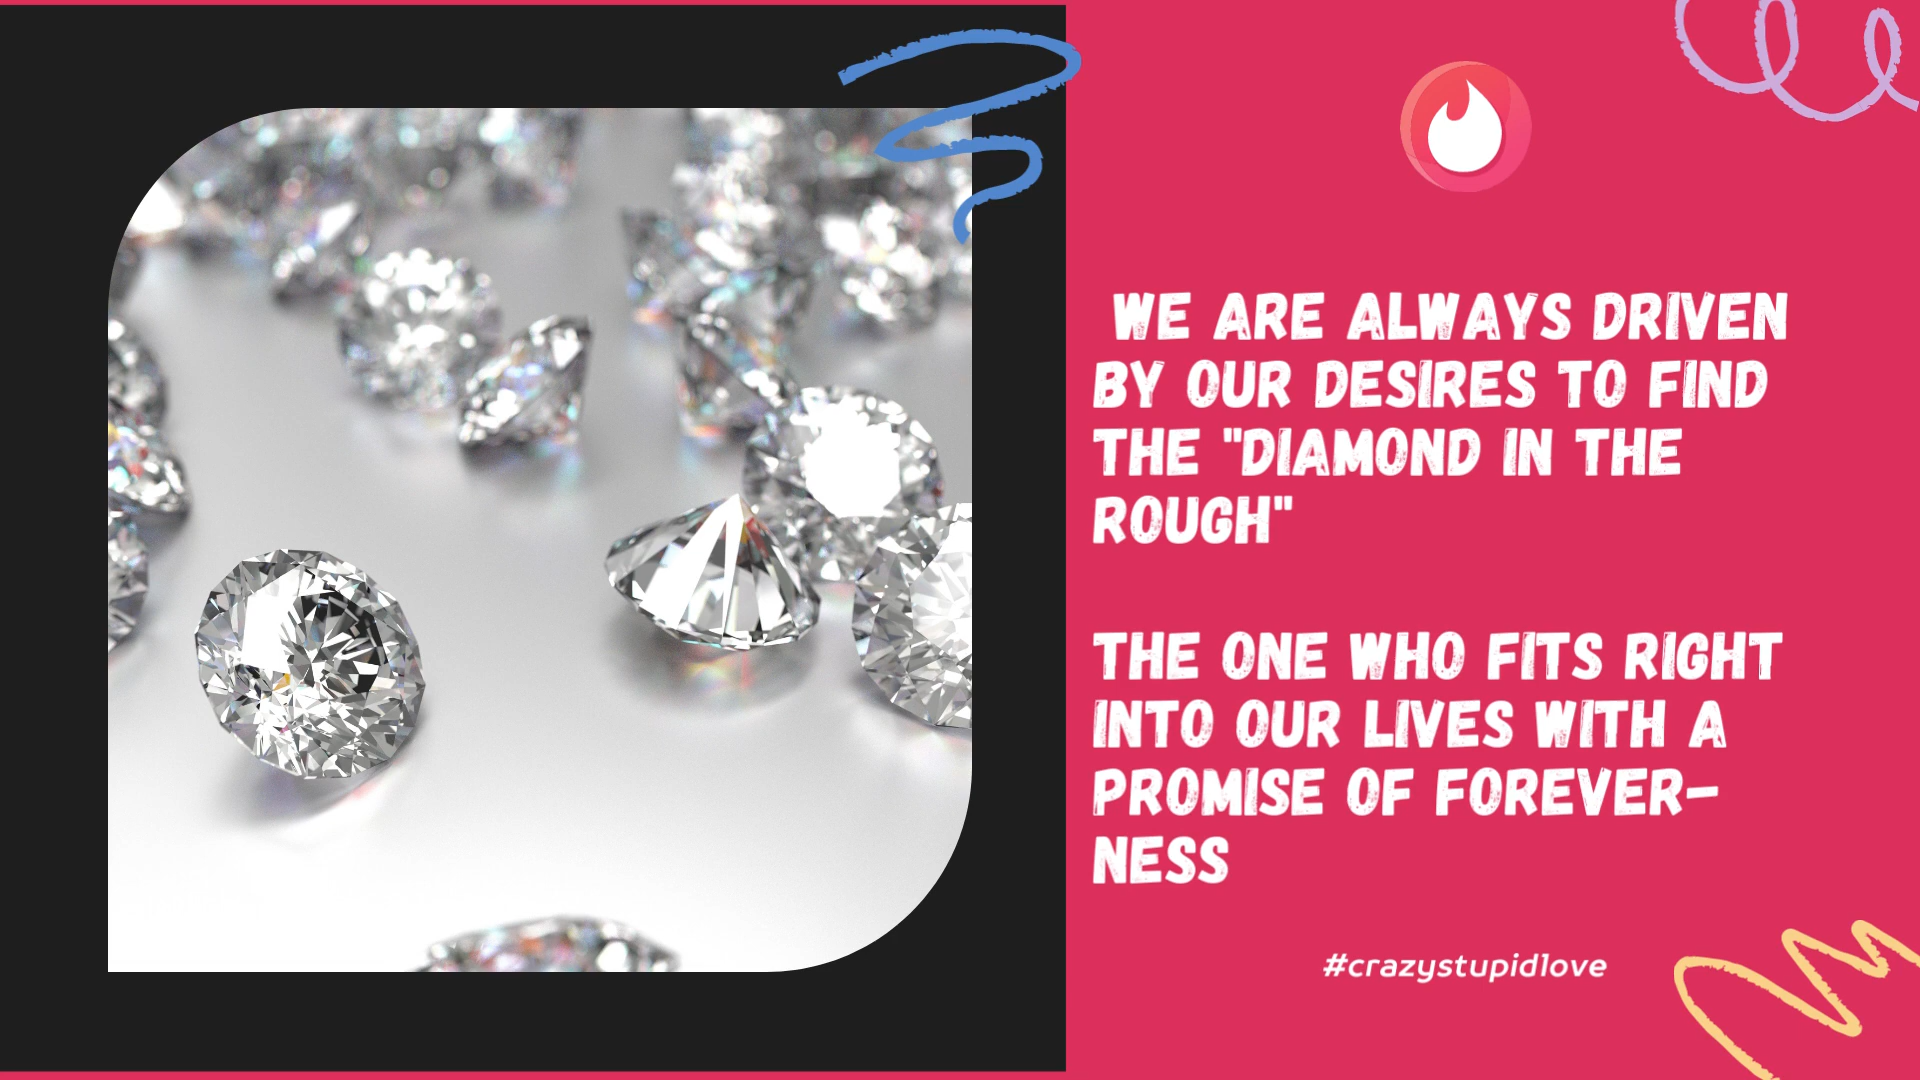 WE ARE ALWAYS DRIVEN
BY OUR DESIRES TO FIND
THE "DIAMOND IN THE
ROUGH"
THE ONE WHO FITS RIGHT
INTO OUR LIVES WITH A
PROMISE OF FOREVER-
NESS
#crazystupidlove